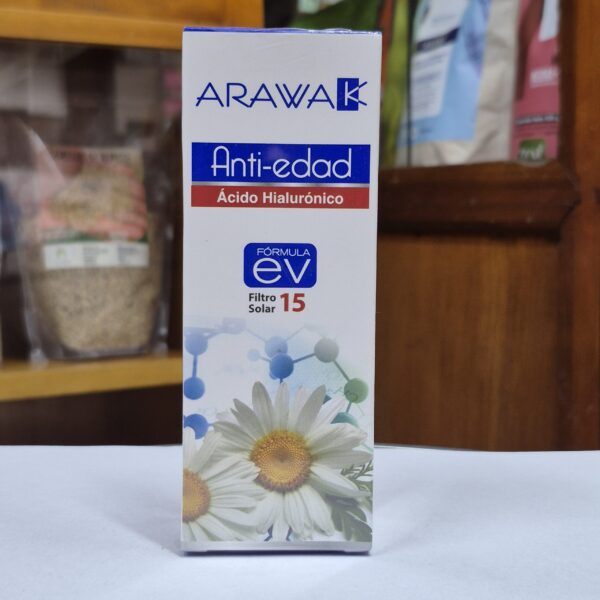 ARAWAK
Anti-edad
Ácido Hialurónico
FÓRMULA
ev
Filtro
Solar 15